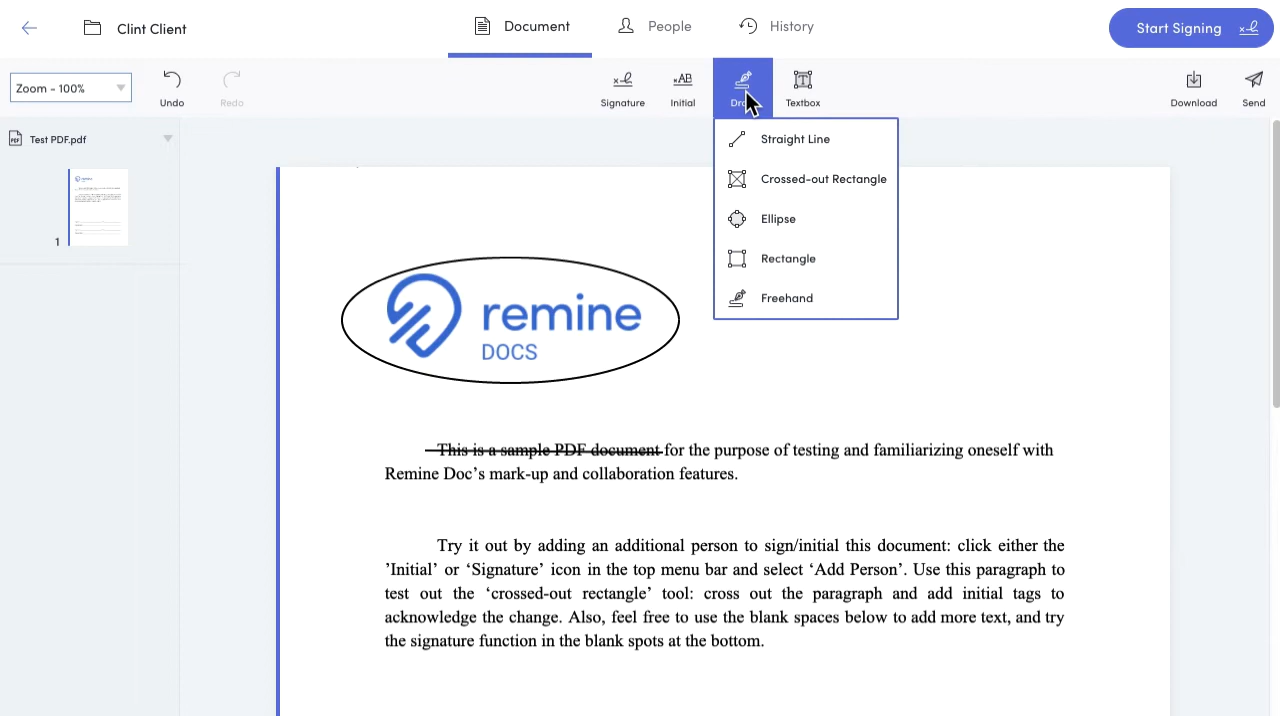 Clint Client
Document
People
History
Start Signing
Zoom - 100%
Undo
Redo
Signature
Initial
Textbox
Download
Send
Test PDF.pdf
1
Straight Line
Crossed-out Rectangle
Ellipse
Rectangle
Freehand
remine
DOCS
This is a sample PDF document for the purpose of testing and familiarizing oneself with
Remine Doc’s mark-up and collaboration features.
Try it out by adding an additional person to sign/initial this document: click either the
’Initial’ or ‘Signature’ icon in the top menu bar and select ‘Add Person’. Use this paragraph to
test out the ‘crossed-out rectangle’ tool: cross out the paragraph and add initial tags to
acknowledge the change. Also, feel free to use the blank spaces below to add more text, and try
the signature function in the blank spots at the bottom.